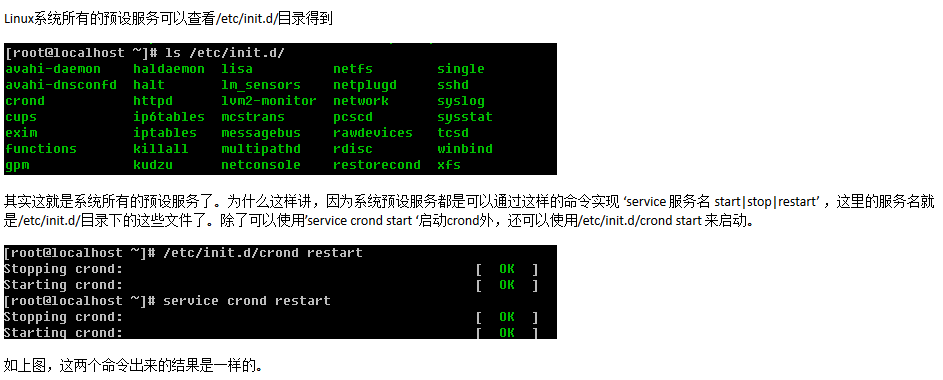 Linux系统所有的预设服务可以查看/etc/init.d/目录得到
[root@localhost ~]# ls /etc/init.d/
avahi-daemon haldaemon lisa netfs single
avahi-dnsconfd halt lm_sensors netplugd sshd
crond httpd lvm2-monitor network syslog
cups ip6tables mcstrans pcscd sysstat
exim iptables messagebus rawdevices tcsd
functions killall multipathd rdisc winbind
gpm kudzu netconsole restorecond xfs
其实这就是系统所有的预设服务了。为什么这样讲，因为系统预设服务都是可以通过这样的命令实现 ‘service 服务名 start|stop|restart’ ，这里的服务名就
是/etc/init.d/目录下的这些文件了。除了可以使用’service crond start ‘启动crond外，还可以使用/etc/init.d/crond start 来启动。
[root@localhost ~]# /etc/init.d/crond restart
Stopping crond: [ OK ]
Starting crond: [ OK ]
[root@localhost ~]# service crond restart
Stopping crond: [ OK ]
Starting crond: [ OK ]
如上图，这两个命令出来的结果是一样的。